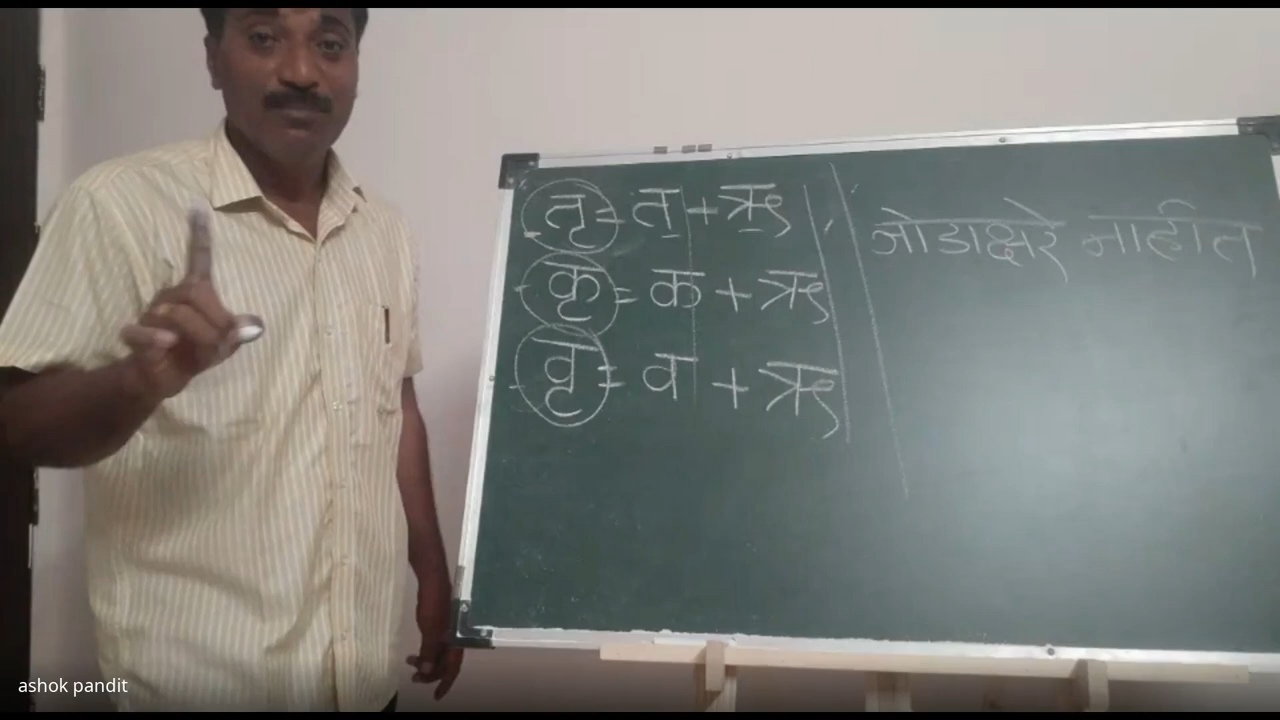 तृ = त् + ऋ
कृ = क + ऋ
वृ = व + ऋ
जोडाक्षरे नाहीत
ashok pandit